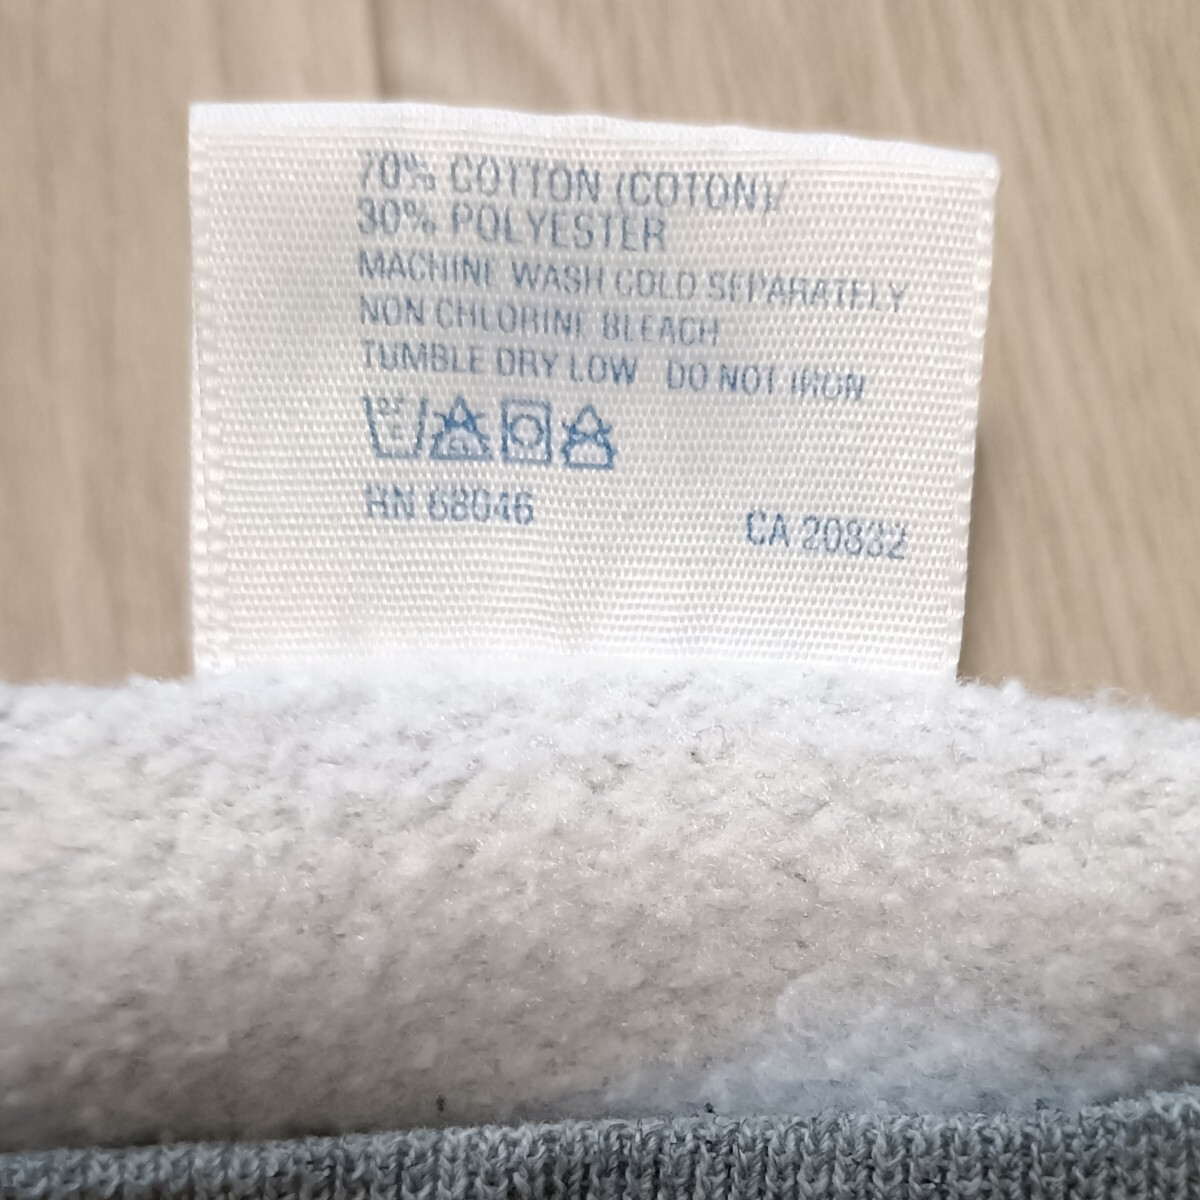 70% COTTON (COTON)/
30% POLYESTER
MACHINE WASH COLD SEPARATELY
NON CHLORINE BLEACH
TUMBLE DRY LOW DO NOT IRON
RN 68046 CA 20832